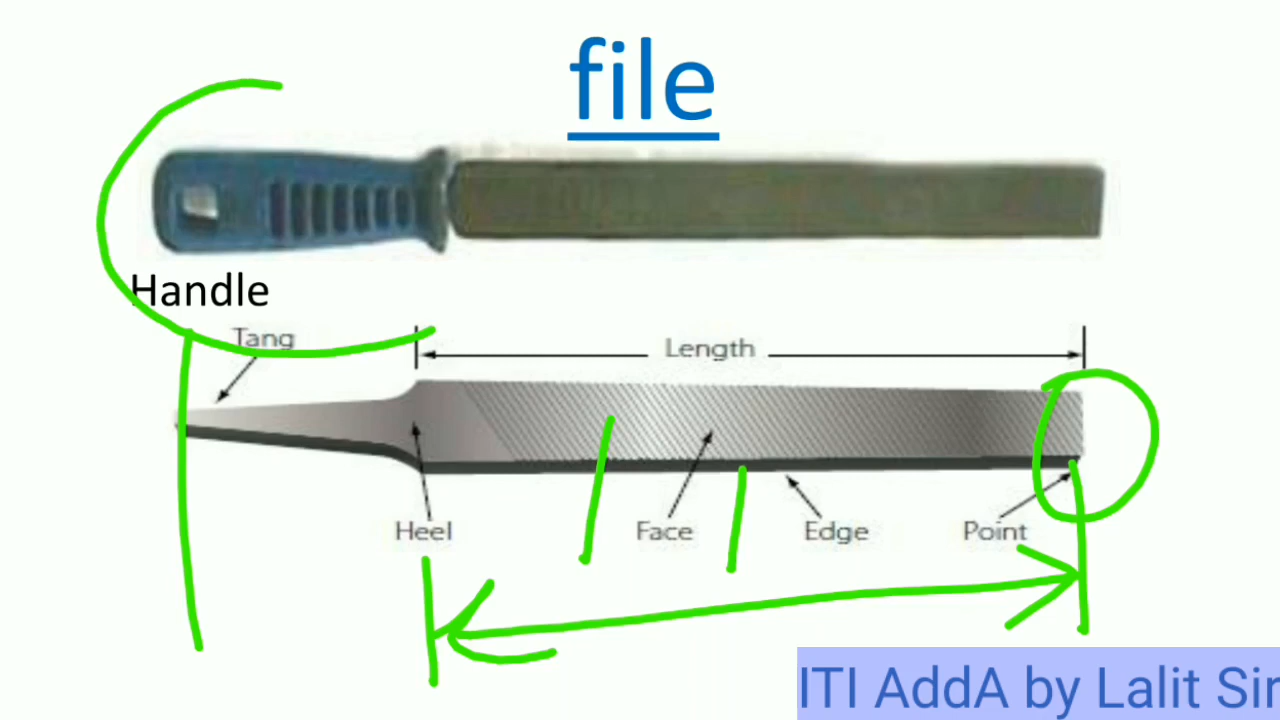 file
Handle
Tang
Length
Heel
Face
Edge
Point
ITI AddA by Lalit Sir